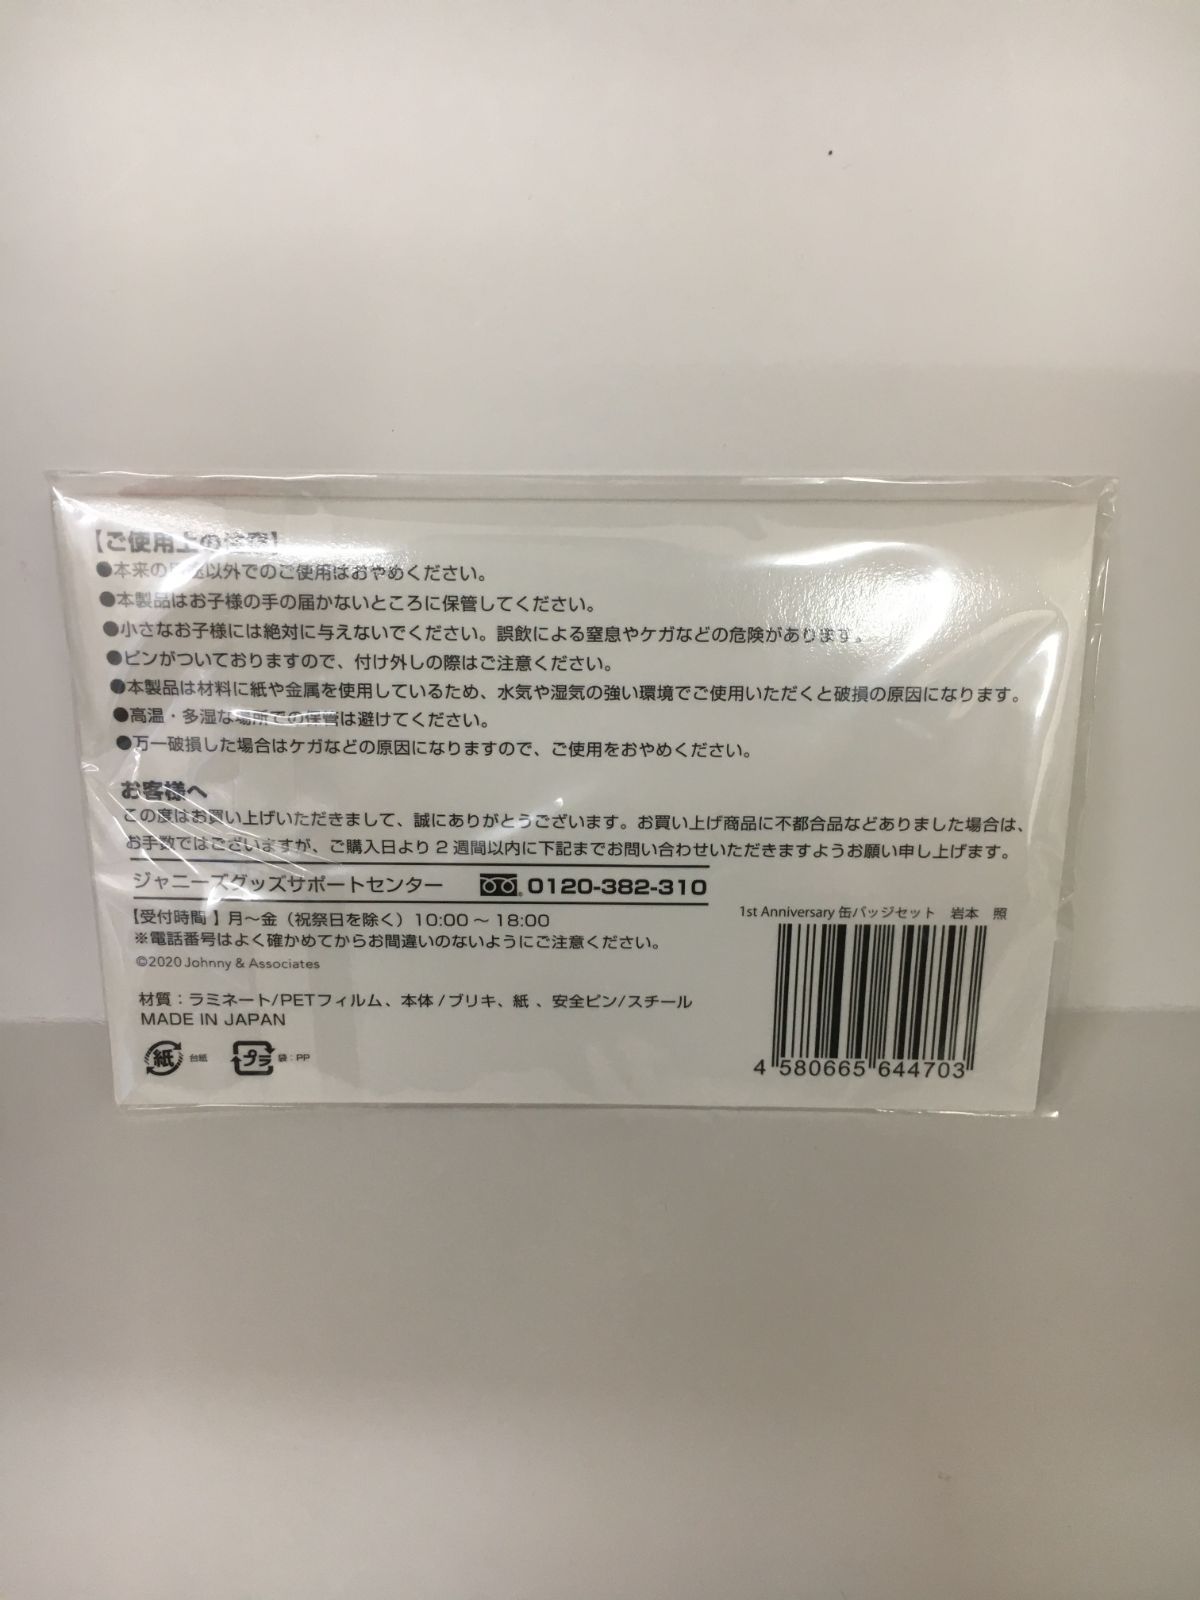 【ご使用上の注意】
●本来の用途以外でのご使用はおやめください。
●本製品はお子様の手の届かないところに保管してください。
●小さなお子様には絶対に与えないでください。誤飲による窒息やケガなどの危険があります。
●ピンがついておりますので、付け外しの際はご注意ください。
●本製品は材料に紙や金属を使用しているため、水気や湿気の強い環境でご使用いただくと破損の原因になります。
●高温・多湿な場所での保管は避けてください。
●万一破損した場合はケガなどの原因になりますので、ご使用をおやめください。
お客様へ
この度はお買い上げいただきまして、誠にありがとうございます。お買い上げ商品に不都合品などありました場合は、
お手数ではございますが、ご購入日より2週間以内に下記までお問い合わせいただきますようお願い申し上げます。
ジャニーズグッズサポートセンター 0120-382-310
【受付時間】月〜金（祝祭日を除く）10:00〜18:00
※電話番号はよく確かめてからお間違いのないようにご注意ください。
©2020 Johnny & Associates
材質：ラミネート/PETフィルム、本体/ブリキ、紙、安全ピン/スチール
MADE IN JAPAN
紙 台紙 プラ 袋：PP
1st Anniversary 缶バッジセット 岩本 照
4 580665 644703